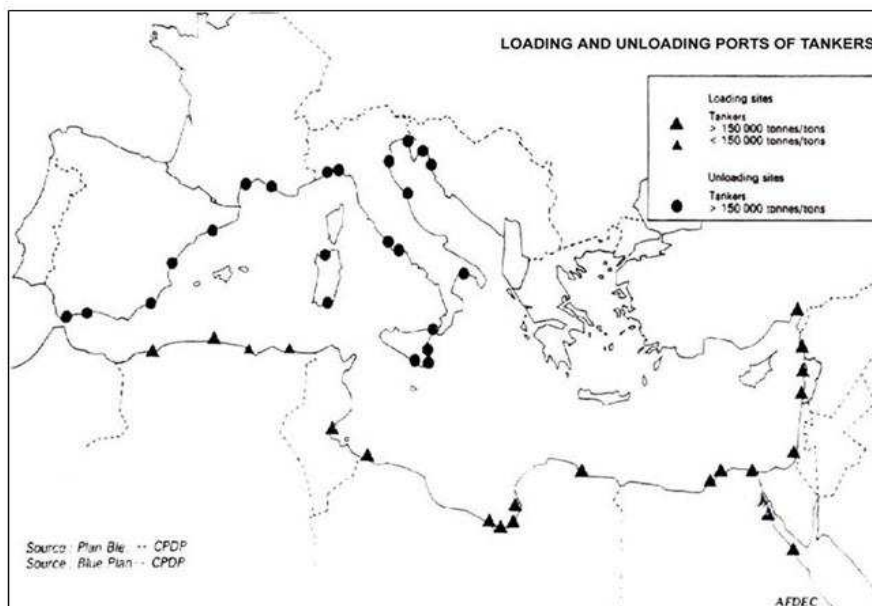 LOADING AND UNLOADING PORTS OF TANKERS
Loading sites
Tankers
> 150 000 tonnes/tons
< 150 000 tonnes/tons
Unloading sites
Tankers
> 150 000 tonnes/tons
Source : Plan Ble. -- CPDP
Source : Blue Plan -- CPDP
AFDEC